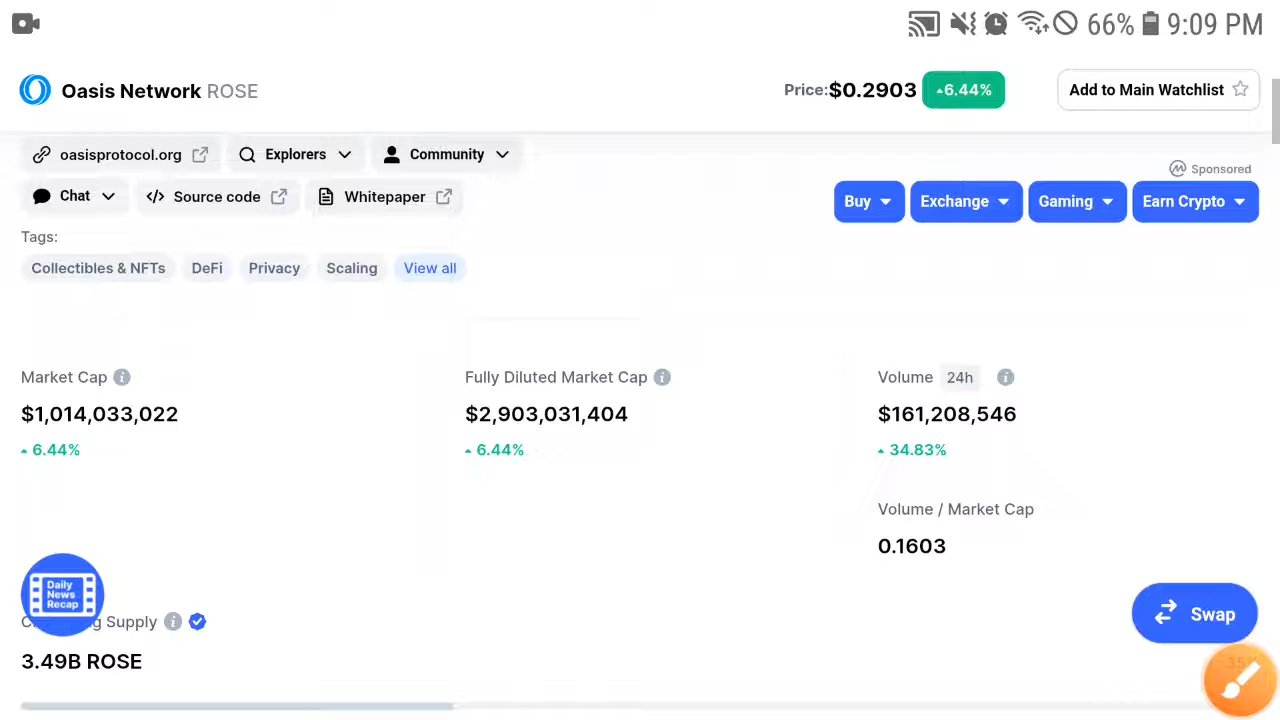 66% 9:09 PM
Oasis Network ROSE Price:$0.2903 6.44% Add to Main Watchlist
oasisprotocol.org Explorers Community
Sponsored
Chat Source code Whitepaper Buy Exchange Gaming Earn Crypto
Tags:
Collectibles & NFTs DeFi Privacy Scaling View all
Market Cap Fully Diluted Market Cap Volume 24h
$1,014,033,022 $2,903,031,404 $161,208,546
6.44% 6.44% 34.83%
Volume / Market Cap
0.1603
Daily
News
Recap
Supply
Swap
3.49B ROSE